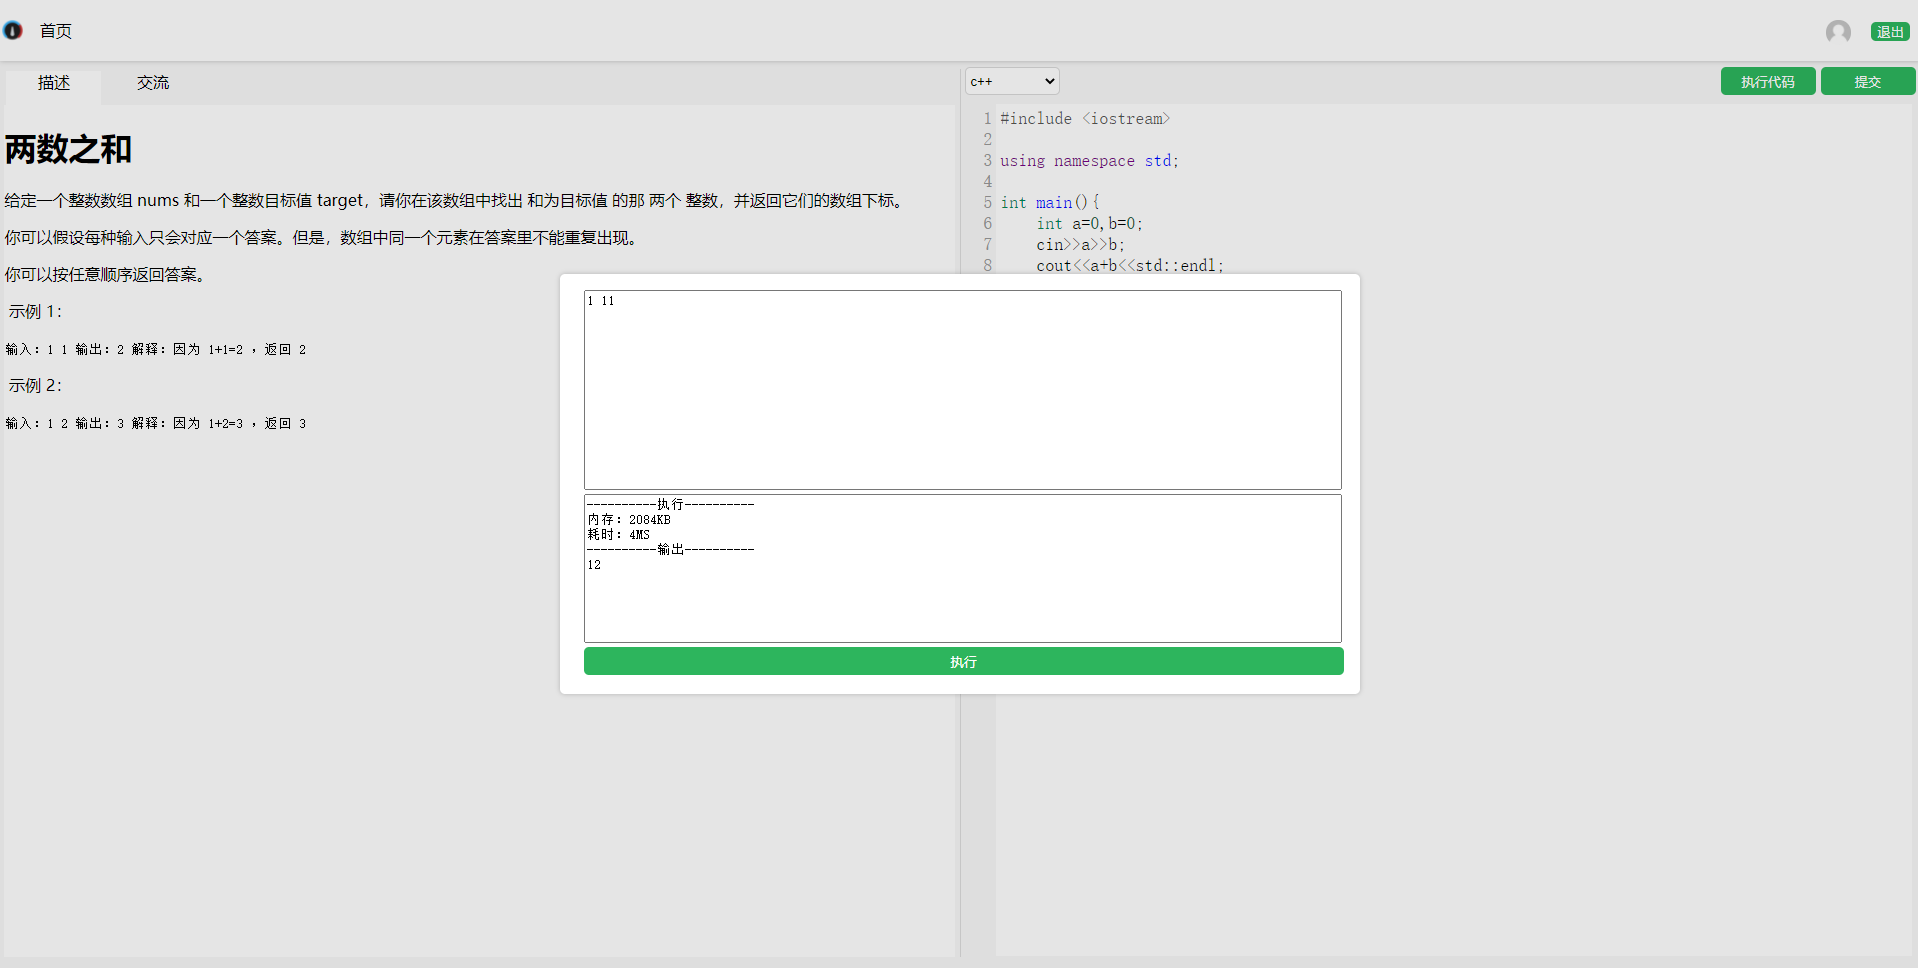 首页
退出
描述 交流
两数之和
给定一个整数数组 nums 和一个整数目标值 target，请你在该数组中找出 和为目标值 的那 两个 整数，并返回它们的数组下标。
你可以假设每种输入只会对应一个答案。但是，数组中同一个元素在答案里不能重复出现。
你可以按任意顺序返回答案。
示例 1：
输入：1 1 输出：2 解释：因为 1+1=2 ，返回 2
示例 2：
输入：1 2 输出：3 解释：因为 1+2=3 ，返回 3
c++
执行代码 提交
1 #include <iostream>
2
3 using namespace std;
4
5 int main(){
6     int a=0,b=0;
7     cin>>a>>b;
8     cout<<a+b<<std::endl;
1 11
----------执行----------
内存：2084KB
耗时：4MS
----------输出----------
12
执行